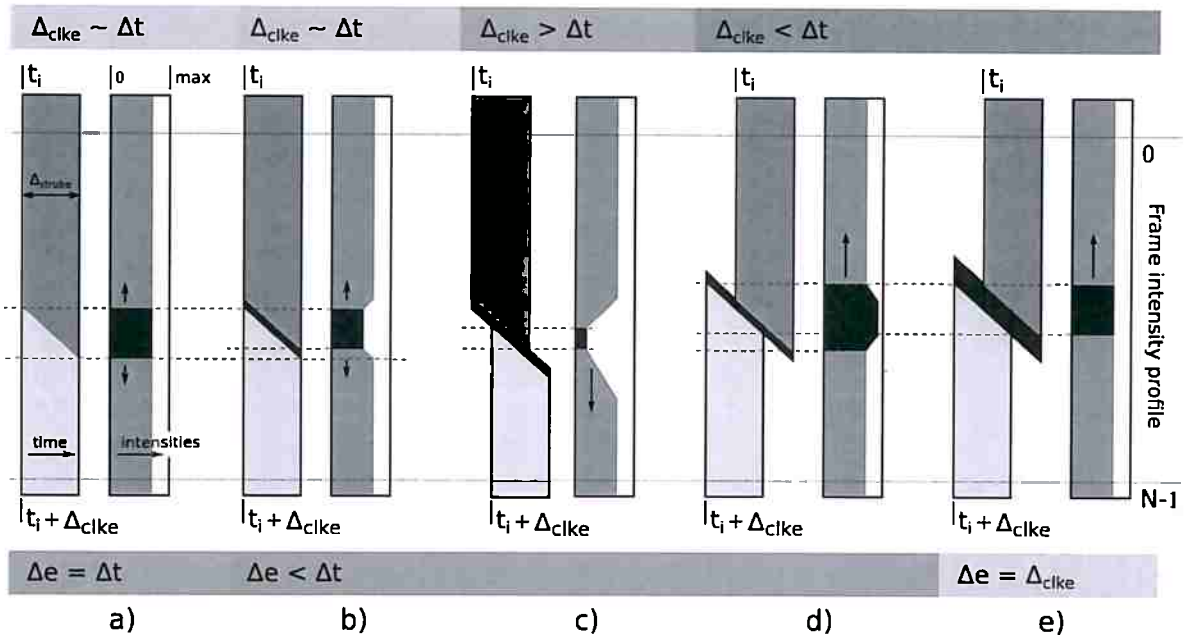 Δclke ~ Δt
Δclke ~ Δt
Δclke > Δt
Δclke < Δt
ti
0
max
ti
ti
ti
ti
0
Δstrobe
Frame intensity profile
time
intensities
N-1
ti + Δclke
ti + Δclke
ti + Δclke
ti + Δclke
ti + Δclke
Δe = Δt
Δe < Δt
Δe = Δclke
a)
b)
c)
d)
e)